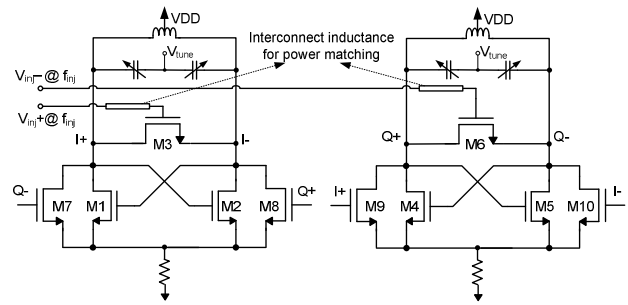 VDD
Interconnect inductance
for power matching
VDD
Vtune
Vtune
Vinj−@ finj
Vinj+@ finj
I+
M3
I-
Q+
M6
Q-
Q-
M7
M1
M2
M8
Q+
I+
M9
M4
M5
M10
I-